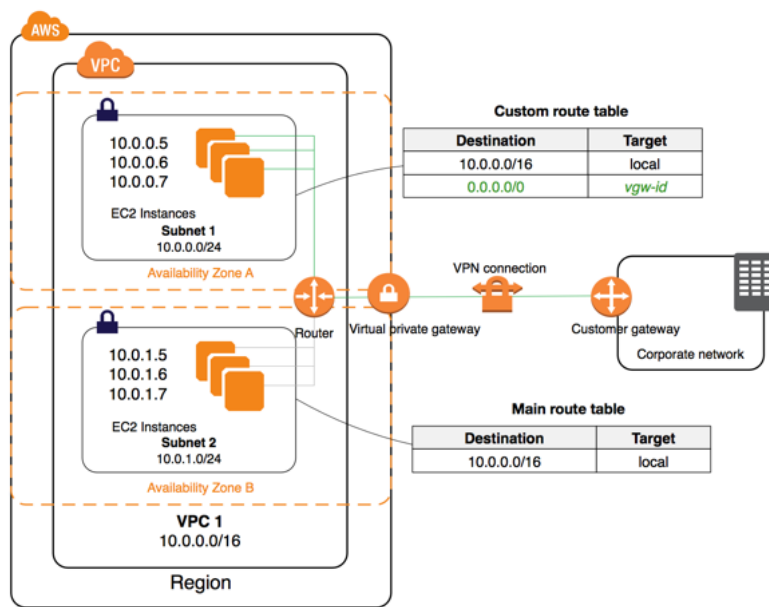 AWS
VPC
10.0.0.5
10.0.0.6
10.0.0.7
EC2 Instances
Subnet 1
10.0.0.0/24
Availability Zone A
Custom route table
Destination Target
10.0.0.0/16 local
0.0.0.0/0 vgw-id
VPN connection
Router
Virtual private gateway
Customer gateway
Corporate network
10.0.1.5
10.0.1.6
10.0.1.7
EC2 Instances
Subnet 2
10.0.1.0/24
Availability Zone B
Main route table
Destination Target
10.0.0.0/16 local
VPC 1
10.0.0.0/16
Region